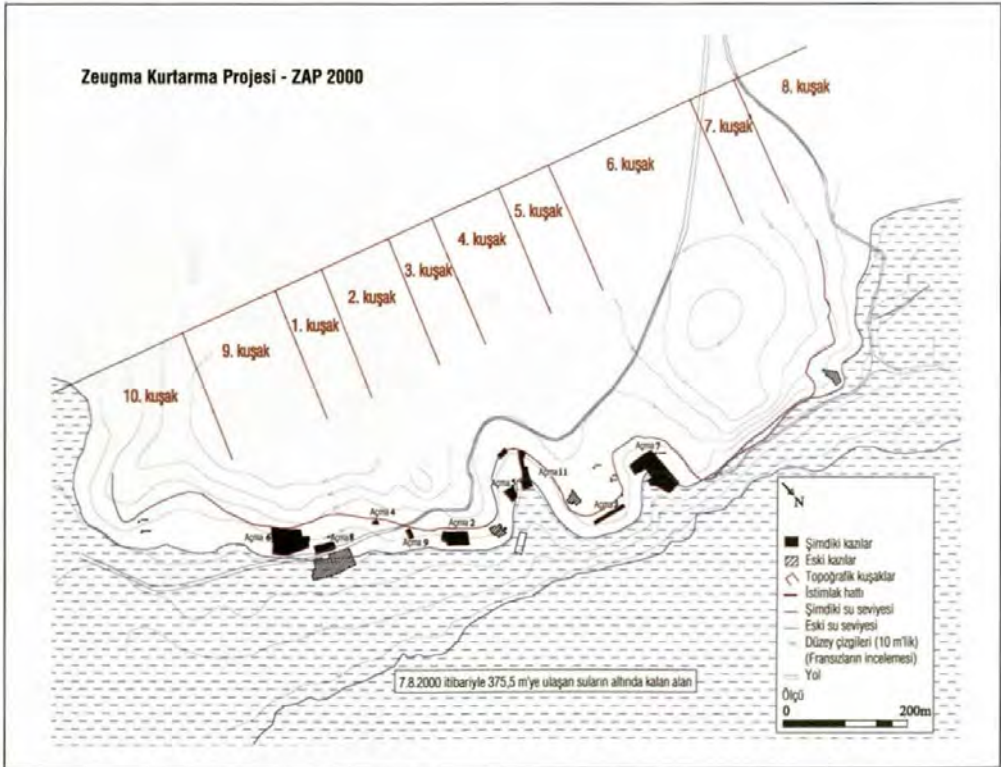 Zeugma Kurtarma Projesi - ZAP 2000
8. kuşak
7. kuşak
6. kuşak
5. kuşak
4. kuşak
3. kuşak
2. kuşak
1. kuşak
9. kuşak
10. kuşak
Açma 7
Açma 11
Açma
Açma
Açma 4
Açma 6
Açma 8
Açma 9
Açma 2
N
Şimdiki kazılar
Eski kazılar
Topoğrafik kuşaklar
İstimlak hattı
Şimdiki su seviyesi
Eski su seviyesi
Düzey çizgileri (10 m'lik)
(Fransızların incelemesi)
Yol
Ölçü
0 200m
7.8.2000 itibariyle 375,5 m'ye ulaşan suların altında kalan alan